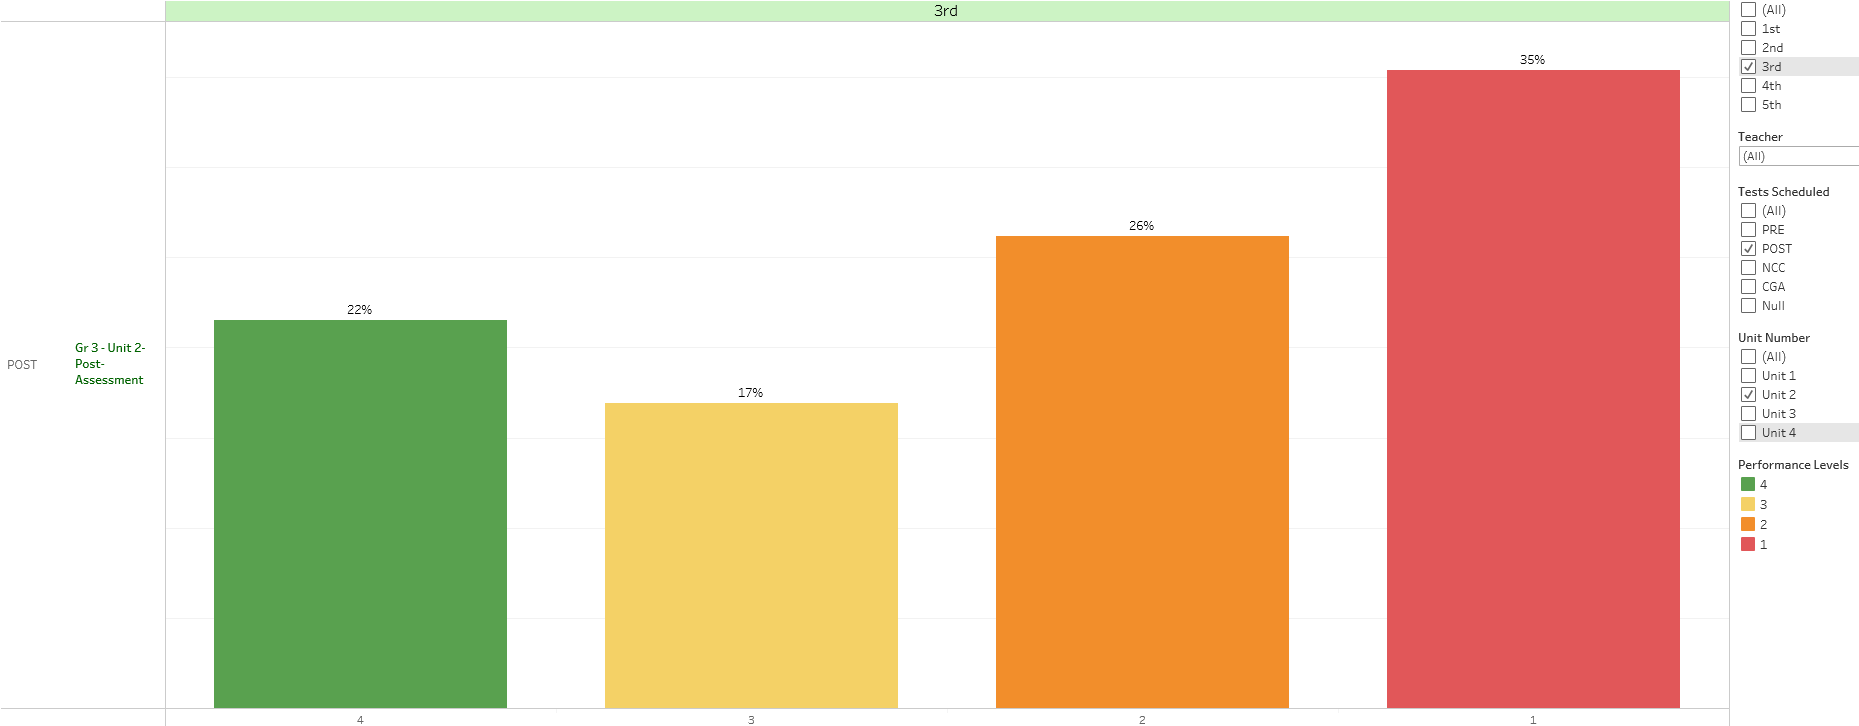 3rd
35%
26%
22%
17%
POST
Gr 3 - Unit 2-
Post-
Assessment
4
3
2
1
(All)
1st
2nd
3rd
4th
5th
Teacher
(All)
Tests Scheduled
(All)
PRE
POST
NCC
CGA
Null
Unit Number
(All)
Unit 1
Unit 2
Unit 3
Unit 4
Performance Levels
4
3
2
1